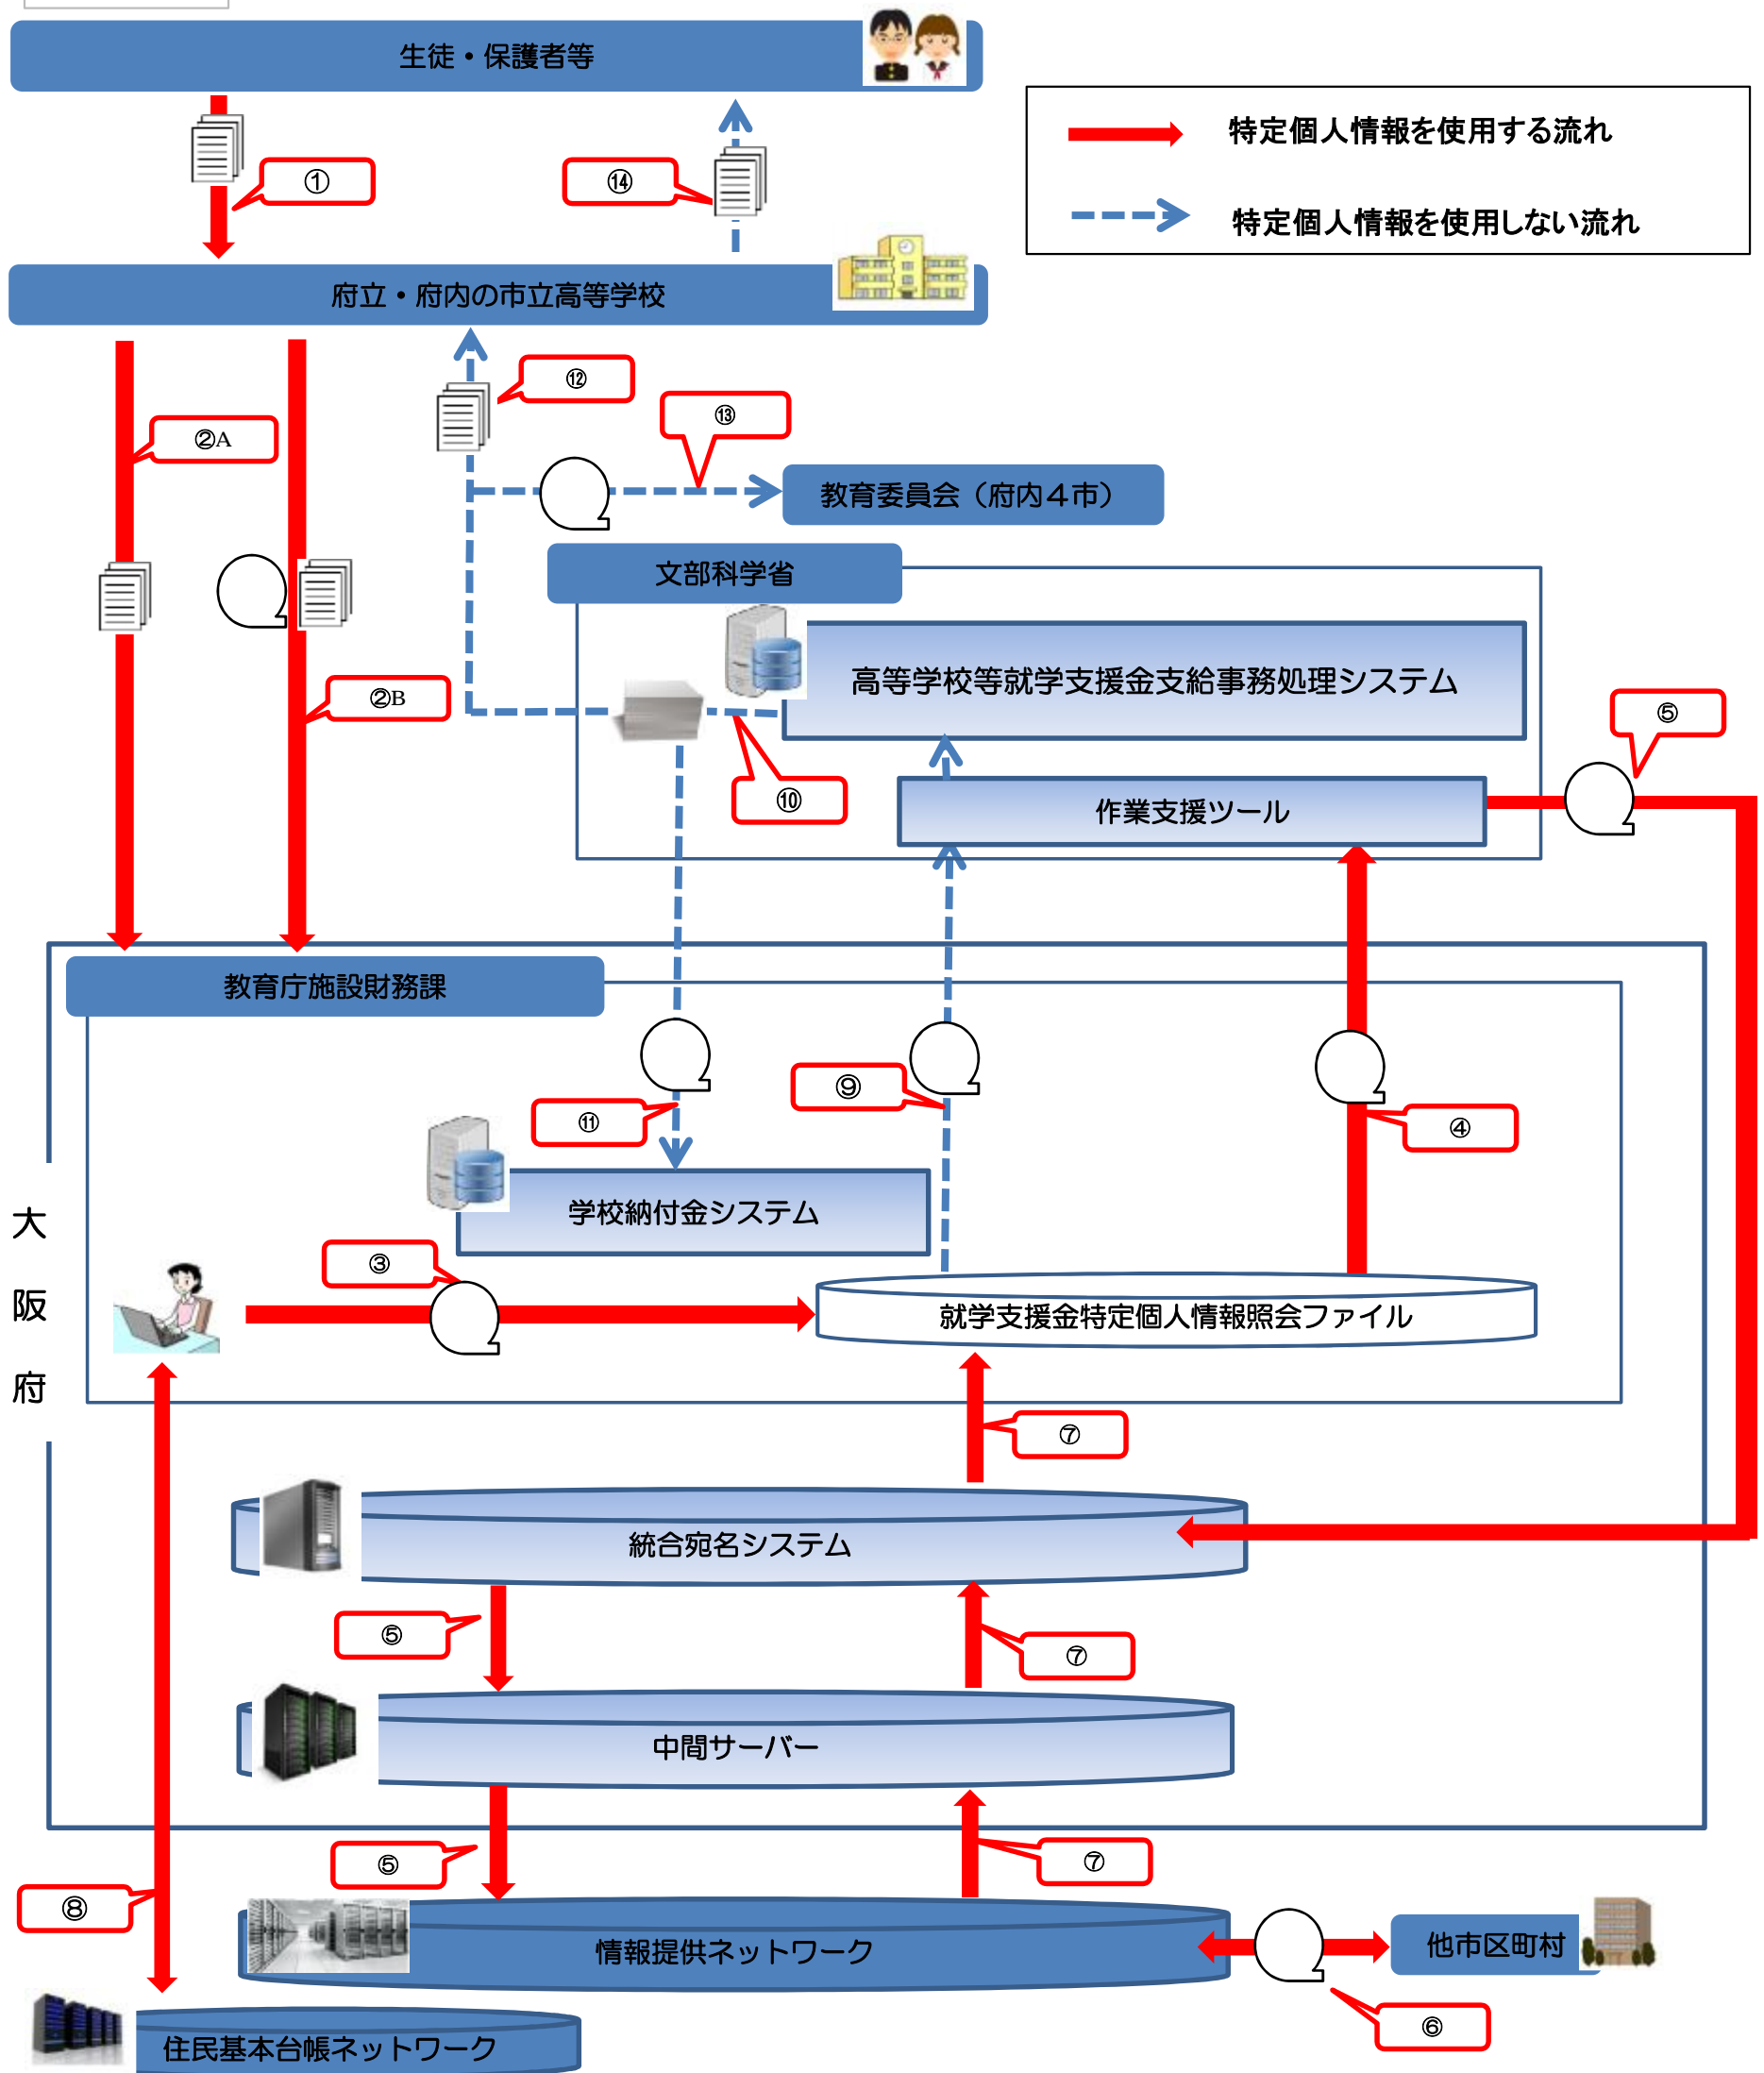 生徒・保護者等
特定個人情報を使用する流れ
①
⑭
特定個人情報を使用しない流れ
府立・府内の市立高等学校
⑫
⑬
②A
教育委員会（府内４市）
文部科学省
高等学校等就学支援金支給事務処理システム
②B
⑤
⑩
作業支援ツール
教育庁施設財務課
⑨
⑪
④
学校納付金システム
大阪府
③
就学支援金特定個人情報照会ファイル
⑦
統合宛名システム
⑤
⑦
中間サーバー
⑤
⑦
⑧
情報提供ネットワーク
他市区町村
⑥
住民基本台帳ネットワーク